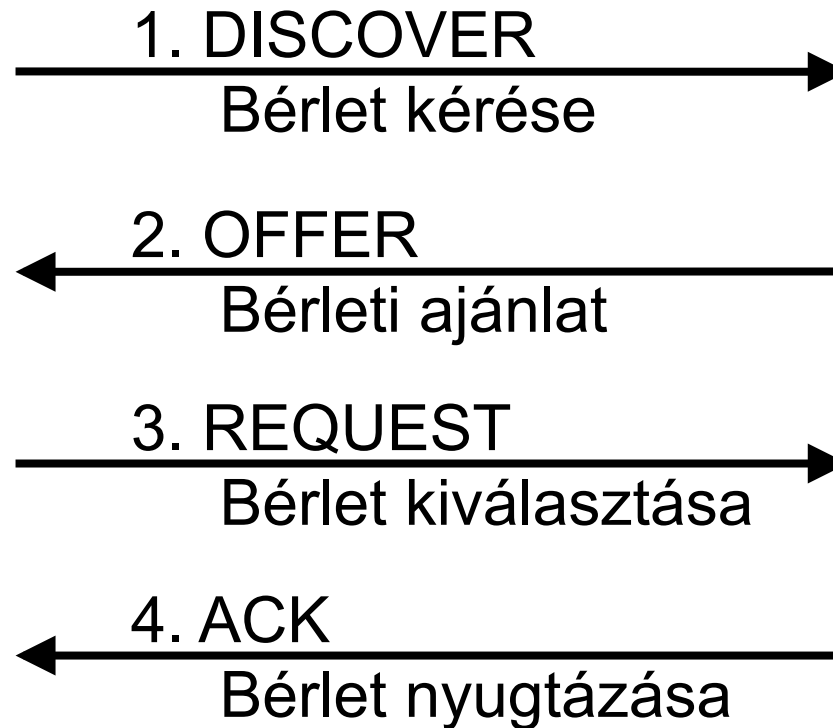 1. DISCOVER
Bérlet kérése
2. OFFER
Bérleti ajánlat
3. REQUEST
Bérlet kiválasztása
4. ACK
Bérlet nyugtázása